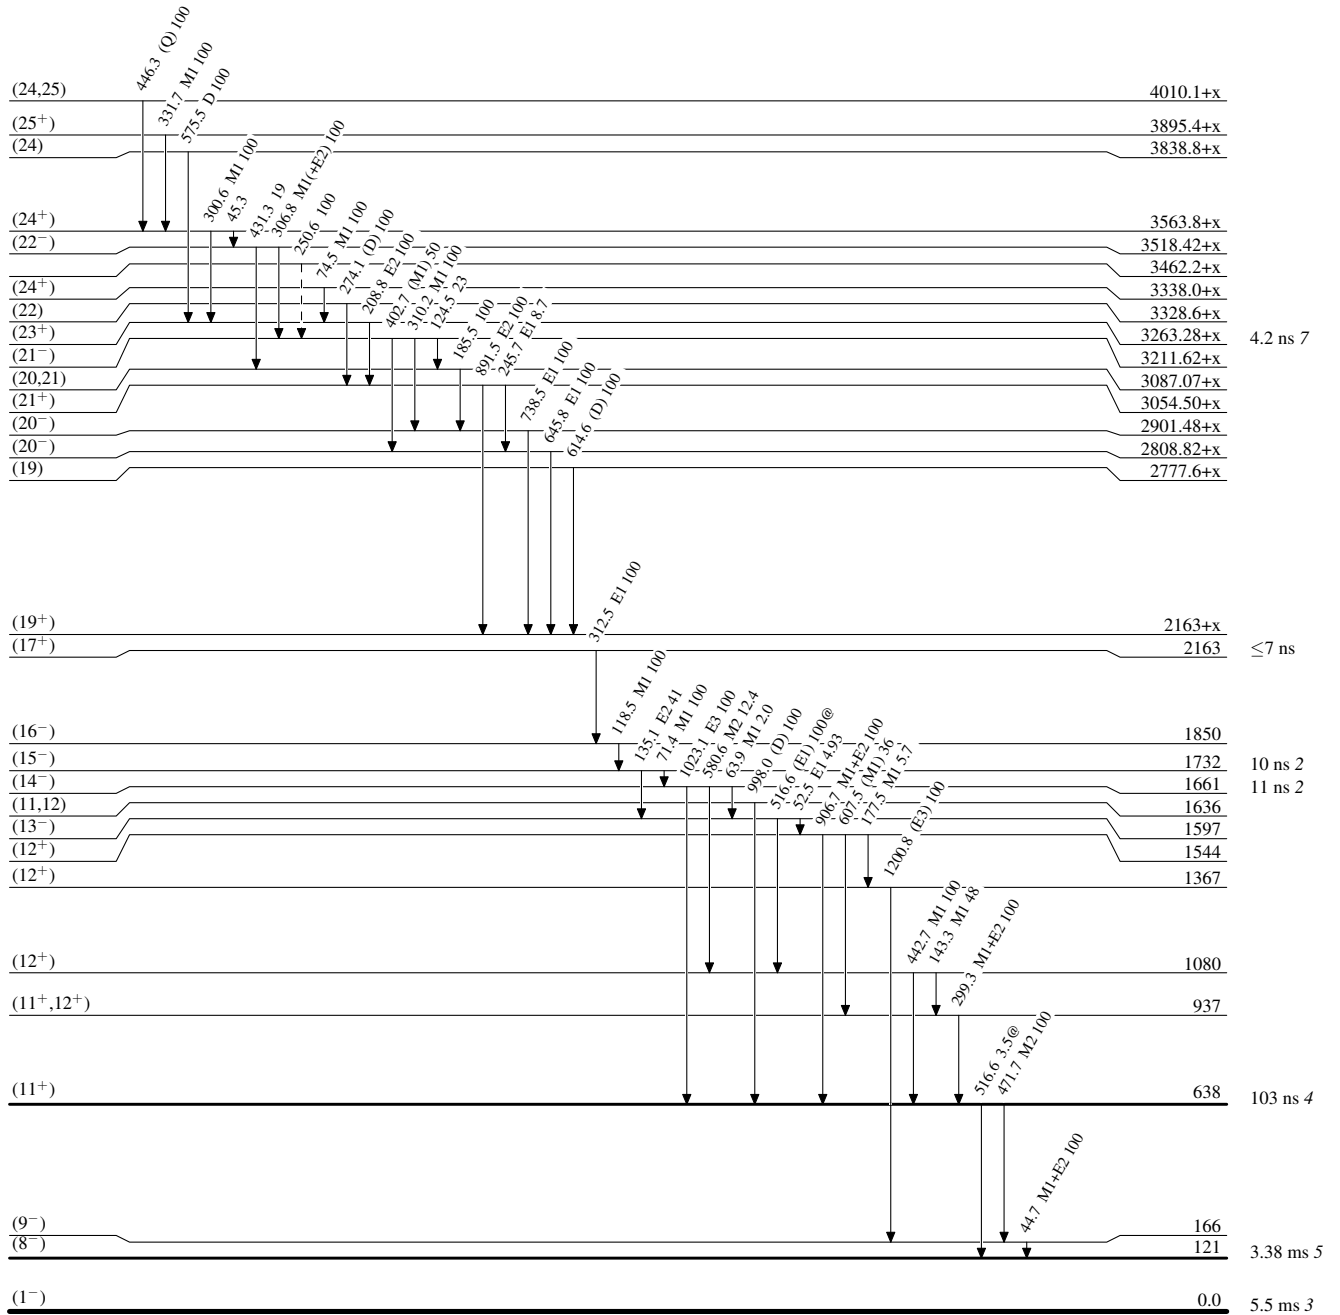 446.3 (Q) 100
331.7 M1 100
575.5 D 100
300.6 M1 100
45.3
431.3 19
306.8 M1(+E2) 100
250.6 100
74.5 M1 100
274.1 (D) 100
208.8 E2 100
402.7 (M1) 50
310.2 M1 100
124.5 23
185.5 100
891.5 E2 100
245.7 E1 8.7
738.5 E1 100
645.8 E1 100
614.6 (D) 100
312.5 E1 100
118.5 M1 100
135.1 E2 41
71.4 M1 100
1023.1 E3 100
580.6 M2 12.4
63.9 M1 2.0
998.0 (D) 100
516.6 (E1) 100@
52.5 E1 4.93
906.7 M1+E2 100
607.5 (M1) 36
177.5 M1 5.7
1200.8 (E3) 100
442.7 M1 100
143.3 M1 48
299.3 M1+E2 100
516.6 3.5@
471.7 M2 100
44.7 M1+E2 100
(24,25) 4010.1+x
(25⁺) 3895.4+x
(24) 3838.8+x
(24⁺) 3563.8+x
(22⁻) 3518.42+x
3462.2+x
(24⁺) 3338.0+x
(22) 3328.6+x
(23⁺) 3263.28+x 4.2 ns 7
(21⁻) 3211.62+x
(20,21) 3087.07+x
(21⁺) 3054.50+x
(20⁻) 2901.48+x
(20⁻) 2808.82+x
(19) 2777.6+x
(19⁺) 2163+x
(17⁺) 2163 ≤7 ns
(16⁻) 1850
(15⁻) 1732 10 ns 2
(14⁻) 1661 11 ns 2
(11,12) 1636
(13⁻) 1597
(12⁺) 1544
(12⁺) 1367
(12⁺) 1080
(11⁺,12⁺) 937
(11⁺) 638 103 ns 4
(9⁻) 166
(8⁻) 121 3.38 ms 5
(1⁻) 0.0 5.5 ms 3